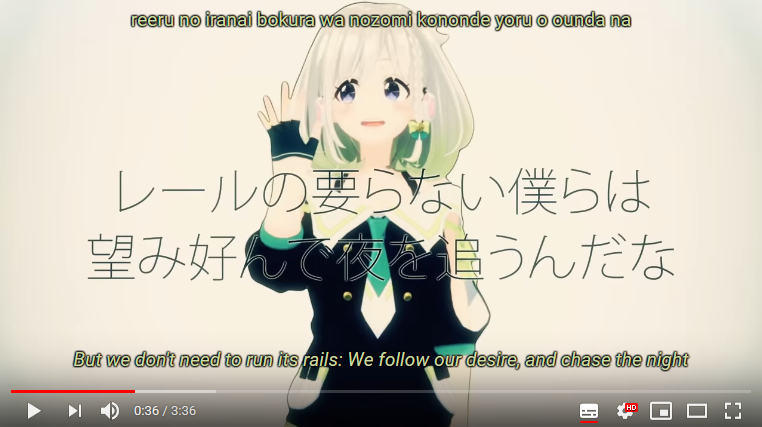 reeru no iranai bokura wa nozomi kononde yoru o ounda na
レールの要らない僕らは
望み好んで夜を追うんだな
But we don't need to run its rails: We follow our desire, and chase the night
0:36 / 3:36
HD